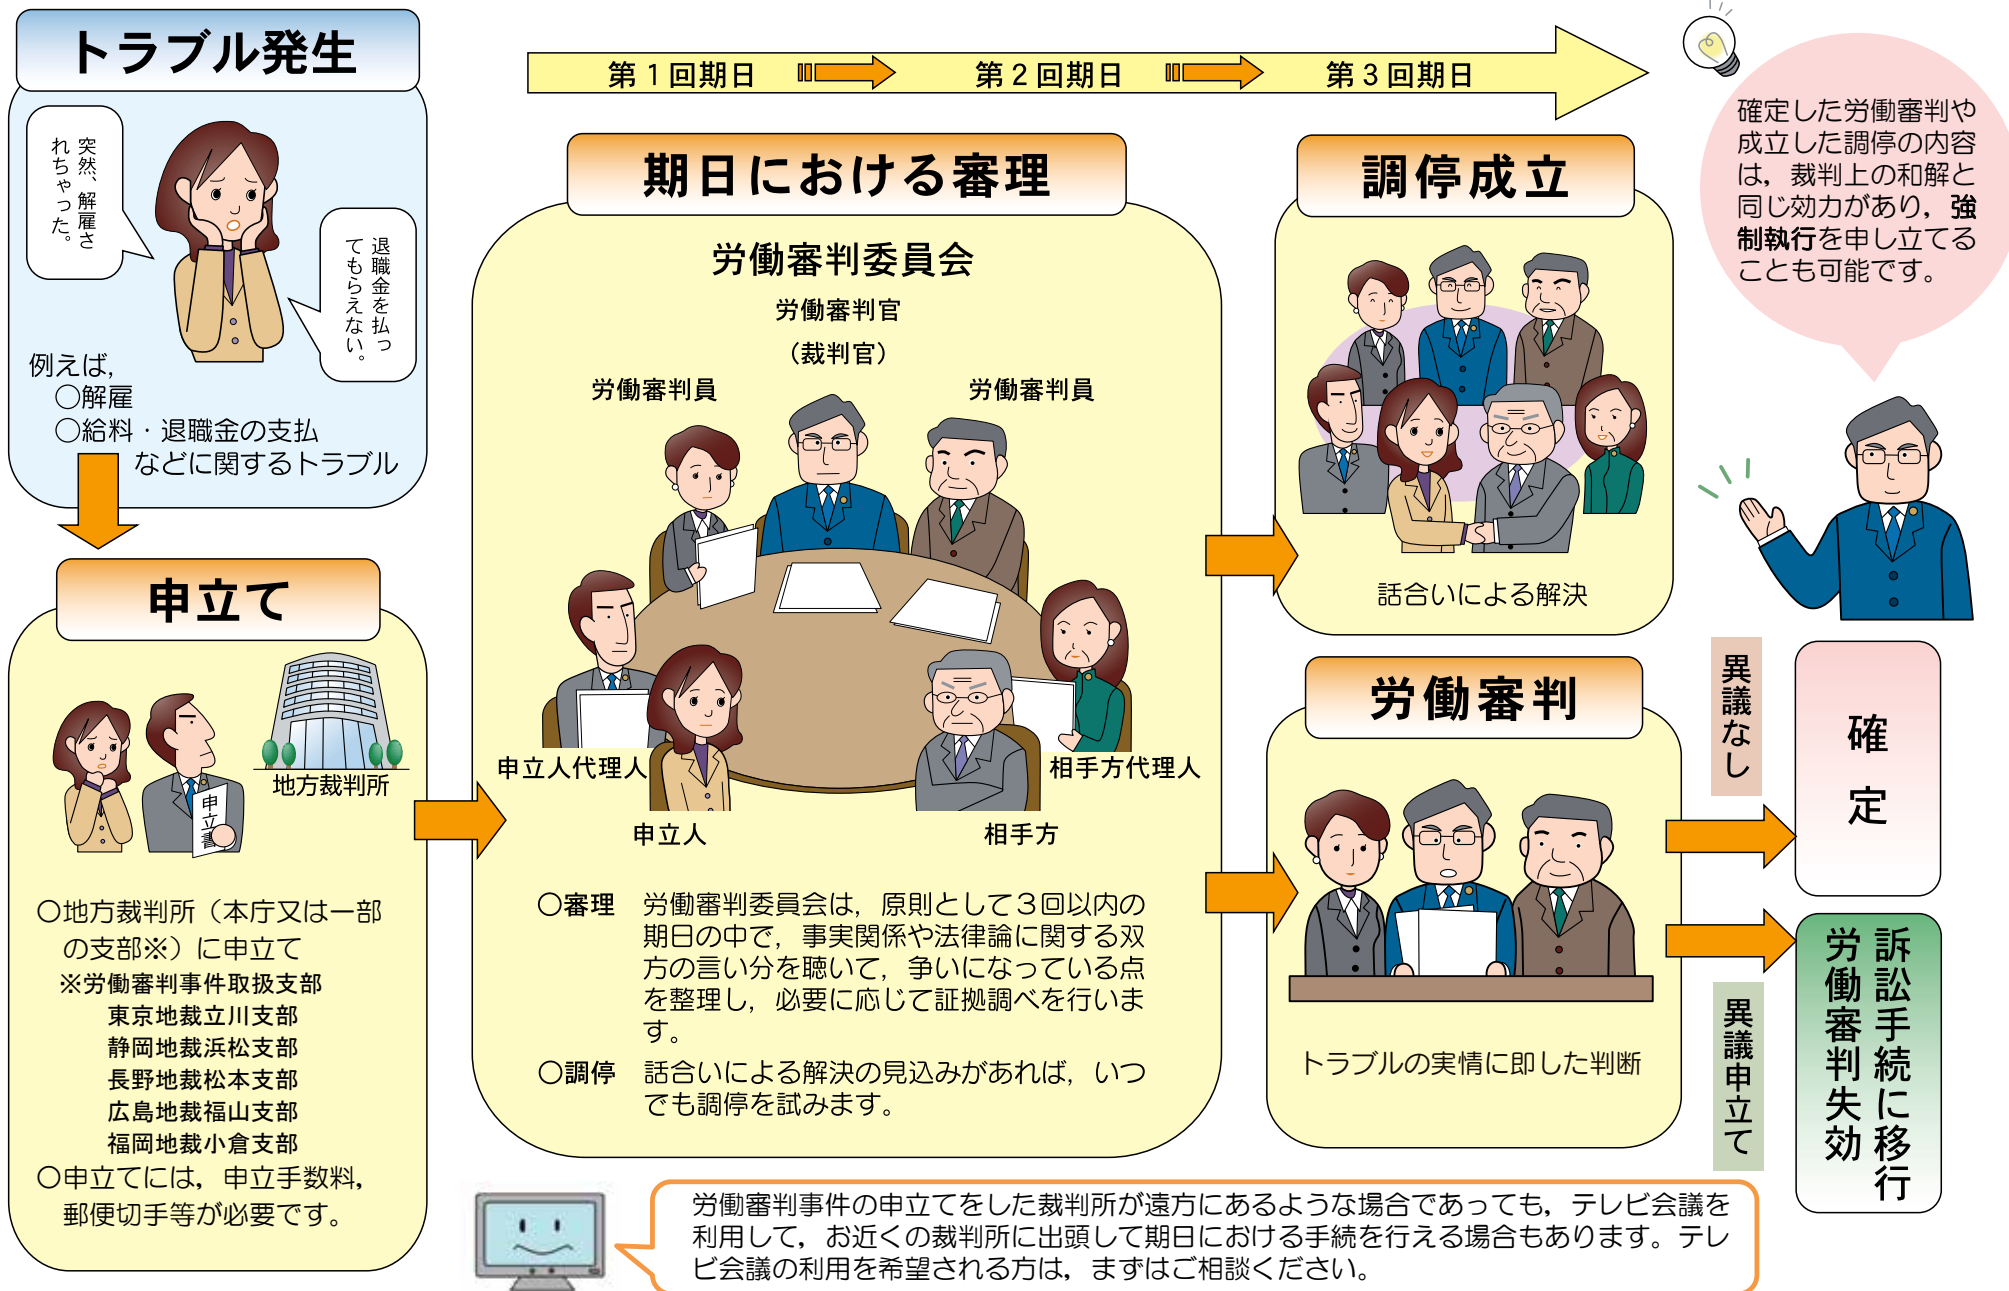 トラブル発生
突然、解雇さ
れちゃった。
退職金を払っ
てもらえない。
例えば，
○解雇
○給料・退職金の支払
などに関するトラブル
申立て
申立書
地方裁判所
○地方裁判所（本庁又は一部
の支部※）に申立て
※労働審判事件取扱支部
東京地裁立川支部
静岡地裁浜松支部
長野地裁松本支部
広島地裁福山支部
福岡地裁小倉支部
○申立てには，申立手数料，
郵便切手等が必要です。
第１回期日
第２回期日
第３回期日
期日における審理
労働審判委員会
労働審判官
（裁判官）
労働審判員
労働審判員
申立人代理人
相手方代理人
申立人
相手方
○審理 労働審判委員会は，原則として３回以内の
期日の中で，事実関係や法律論に関する双
方の言い分を聴いて，争いになっている点
を整理し，必要に応じて証拠調べを行いま
す。
○調停 話合いによる解決の見込みがあれば，いつ
でも調停を試みます。
調停成立
話合いによる解決
労働審判
トラブルの実情に即した判断
確定した労働審判や
成立した調停の内容
は，裁判上の和解と
同じ効力があり，強
制執行を申し立てる
ことも可能です。
異議なし
確定
異議申立て
訴訟手続に移行
労働審判失効
労働審判事件の申立てをした裁判所が遠方にあるような場合であっても，テレビ会議を
利用して，お近くの裁判所に出頭して期日における手続を行える場合もあります。テレ
ビ会議の利用を希望される方は，まずはご相談ください。